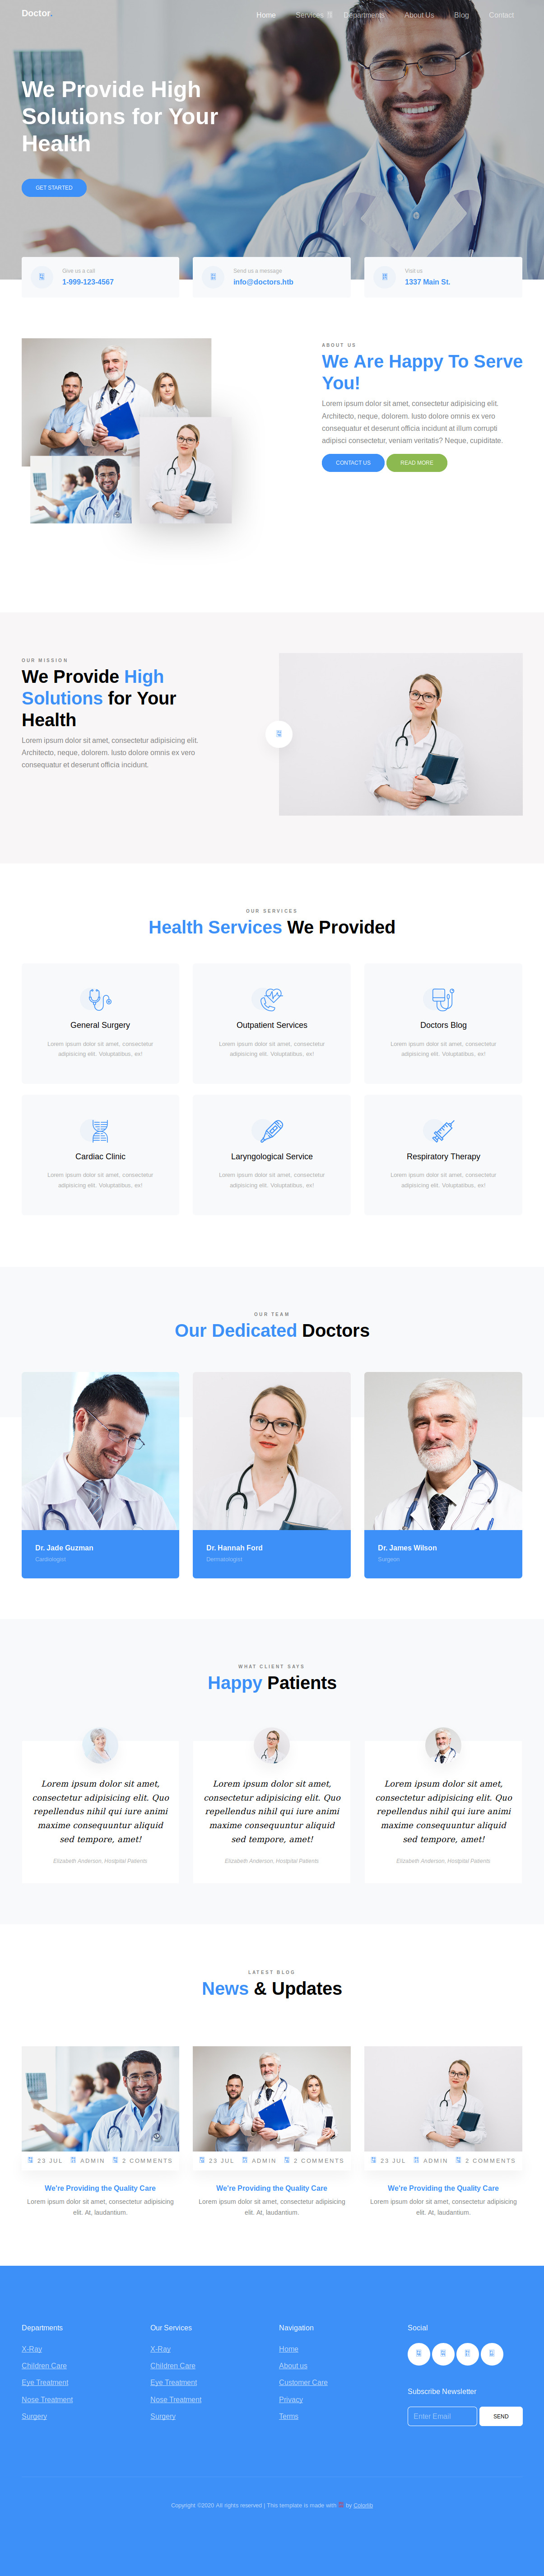 Doctor.
Home Services Departments About Us Blog Contact
We Provide High
Solutions for Your
Health
GET STARTED
Give us a call
1-999-123-4567
Send us a message
info@doctors.htb
Visit us
1337 Main St.
ABOUT US
We Are Happy To Serve
You!
Lorem ipsum dolor sit amet, consectetur adipisicing elit.
Architecto, neque, dolorem. Iusto dolore omnis ex vero
consequatur et deserunt officia incidunt at illum corrupti
adipisci consectetur, veniam veritatis? Neque, cupiditate.
CONTACT US READ MORE
OUR MISSION
We Provide High
Solutions for Your
Health
Lorem ipsum dolor sit amet, consectetur adipisicing elit.
Architecto, neque, dolorem. Iusto dolore omnis ex vero
consequatur et deserunt officia incidunt.
OUR SERVICES
Health Services We Provided
General Surgery
Lorem ipsum dolor sit amet, consectetur
adipisicing elit. Voluptatibus, ex!
Outpatient Services
Lorem ipsum dolor sit amet, consectetur
adipisicing elit. Voluptatibus, ex!
Doctors Blog
Lorem ipsum dolor sit amet, consectetur
adipisicing elit. Voluptatibus, ex!
Cardiac Clinic
Lorem ipsum dolor sit amet, consectetur
adipisicing elit. Voluptatibus, ex!
Laryngological Service
Lorem ipsum dolor sit amet, consectetur
adipisicing elit. Voluptatibus, ex!
Respiratory Therapy
Lorem ipsum dolor sit amet, consectetur
adipisicing elit. Voluptatibus, ex!
OUR TEAM
Our Dedicated Doctors
Dr. Jade Guzman
Cardiologist
Dr. Hannah Ford
Dermatologist
Dr. James Wilson
Surgeon
WHAT CLIENT SAYS
Happy Patients
Lorem ipsum dolor sit amet,
consectetur adipisicing elit. Quo
repellendus nihil qui iure animi
maxime consequuntur aliquid
sed tempore, amet!
Elizabeth Anderson, Hostpital Patients
Lorem ipsum dolor sit amet,
consectetur adipisicing elit. Quo
repellendus nihil qui iure animi
maxime consequuntur aliquid
sed tempore, amet!
Elizabeth Anderson, Hostpital Patients
Lorem ipsum dolor sit amet,
consectetur adipisicing elit. Quo
repellendus nihil qui iure animi
maxime consequuntur aliquid
sed tempore, amet!
Elizabeth Anderson, Hostpital Patients
LATEST BLOG
News & Updates
23 JUL ADMIN 2 COMMENTS
We're Providing the Quality Care
Lorem ipsum dolor sit amet, consectetur adipisicing
elit. At, laudantium.
23 JUL ADMIN 2 COMMENTS
We're Providing the Quality Care
Lorem ipsum dolor sit amet, consectetur adipisicing
elit. At, laudantium.
23 JUL ADMIN 2 COMMENTS
We're Providing the Quality Care
Lorem ipsum dolor sit amet, consectetur adipisicing
elit. At, laudantium.
Departments
X-Ray
Children Care
Eye Treatment
Nose Treatment
Surgery
Our Services
X-Ray
Children Care
Eye Treatment
Nose Treatment
Surgery
Navigation
Home
About us
Customer Care
Privacy
Terms
Social
Subscribe Newsletter
Enter Email SEND
Copyright ©2020 All rights reserved | This template is made with by Colorlib